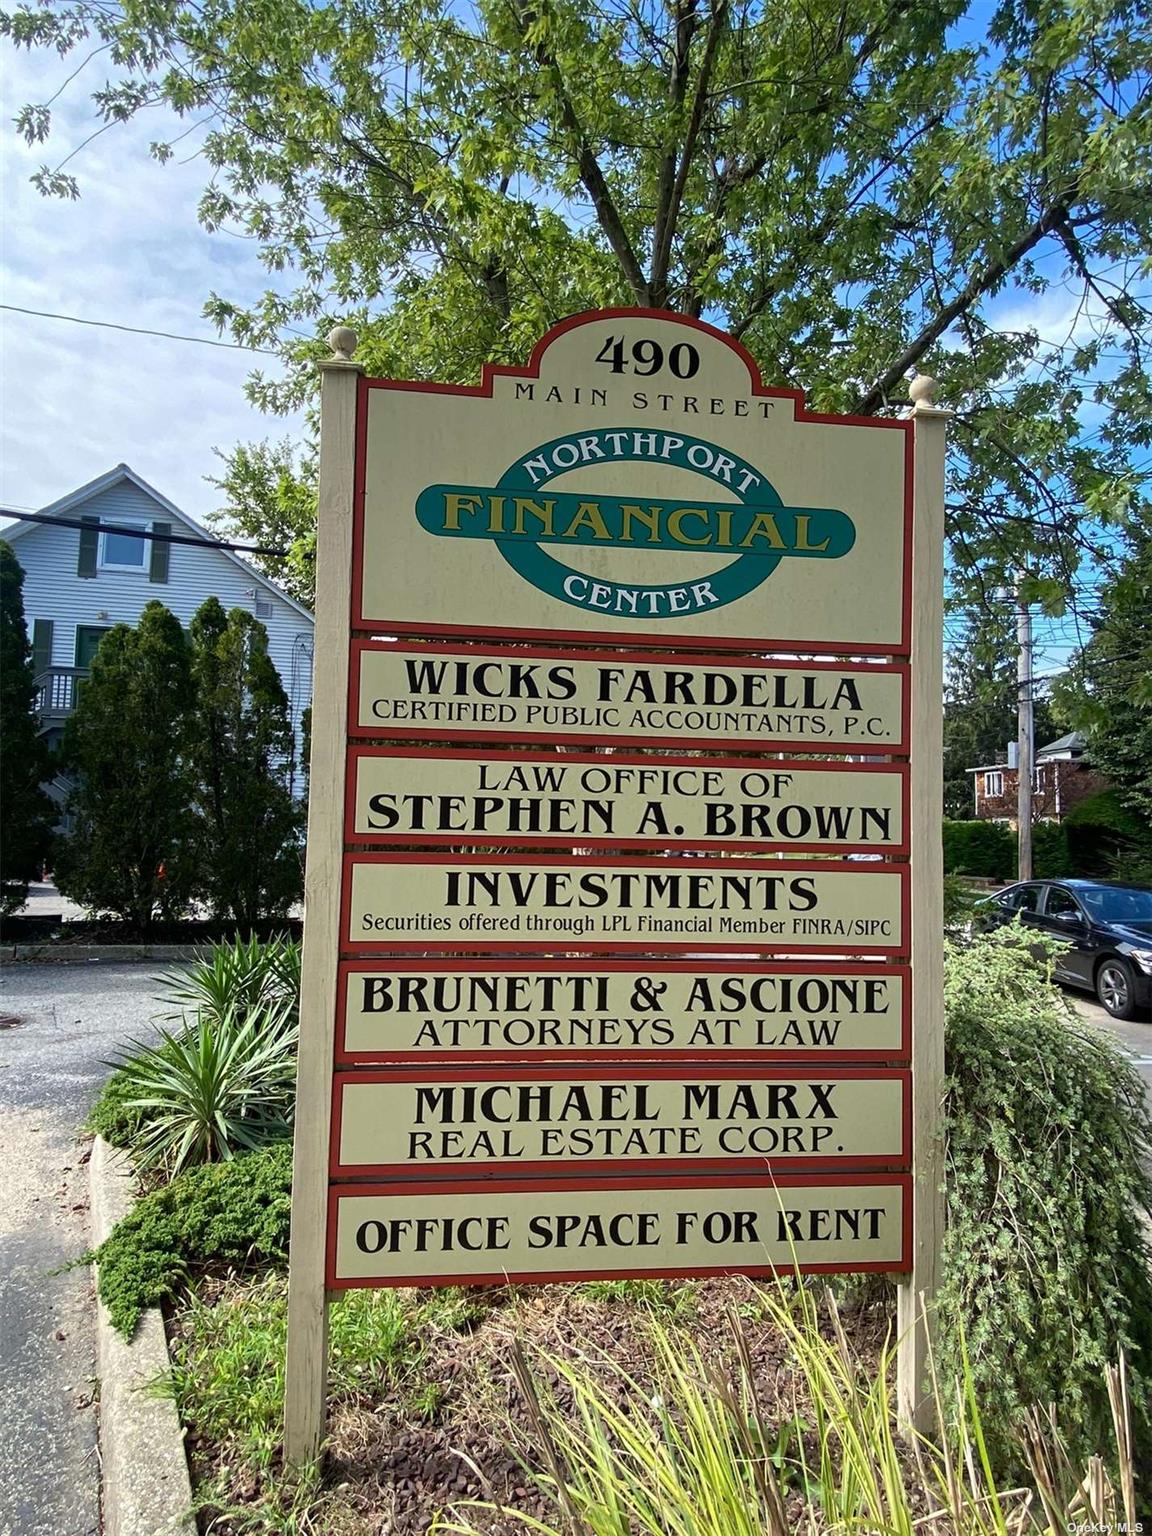 490
MAIN STREET
NORTHPORT
FINANCIAL
CENTER
WICKS FARDELLA
CERTIFIED PUBLIC ACCOUNTANTS, P.C.
LAW OFFICE OF
STEPHEN A. BROWN
INVESTMENTS
Securities offered through LPL Financial Member FINRA/SIPC
BRUNETTI & ASCIONE
ATTORNEYS AT LAW
MICHAEL MARX
REAL ESTATE CORP.
OFFICE SPACE FOR RENT
OneKey MLS